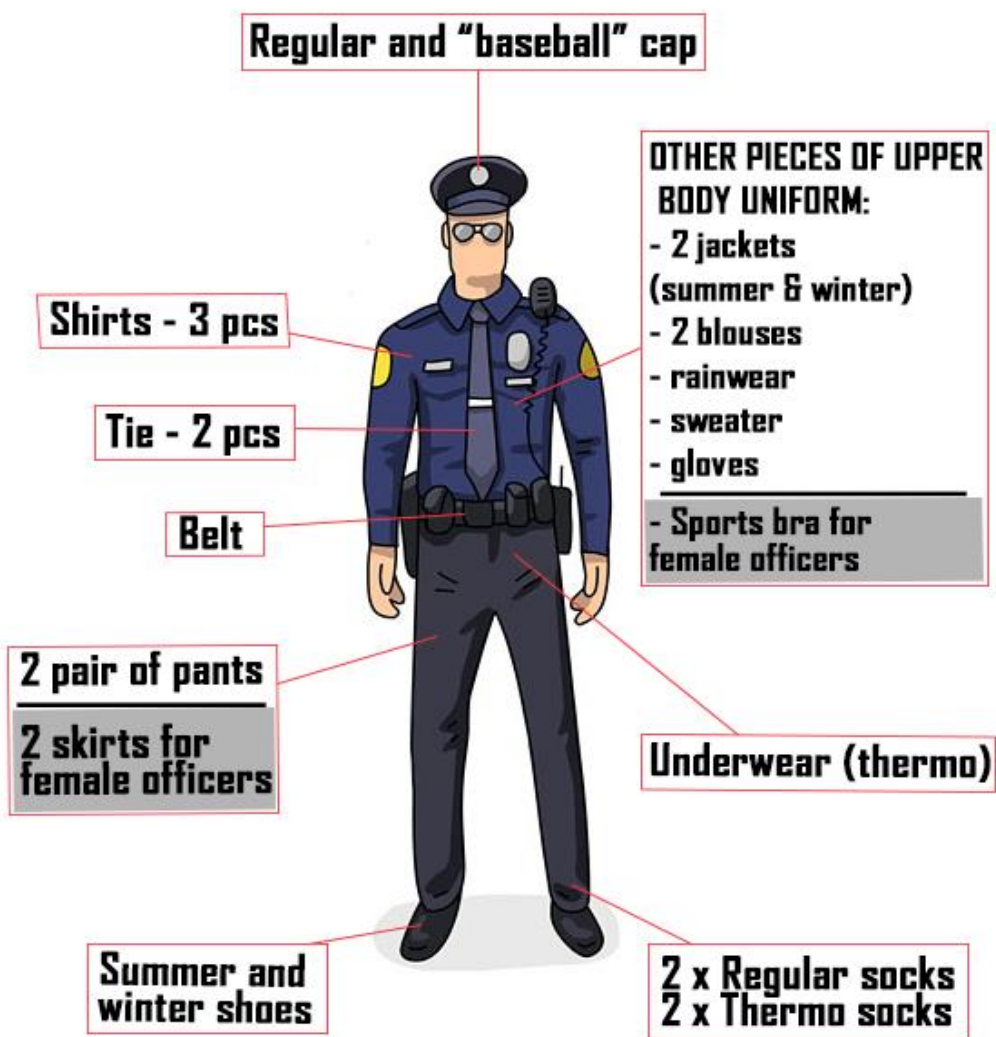 Regular and “baseball” cap
OTHER PIECES OF UPPER
BODY UNIFORM:
- 2 jackets
(summer & winter)
- 2 blouses
- rainwear
- sweater
- gloves
- Sports bra for
female officers
Shirts - 3 pcs
Tie - 2 pcs
Belt
2 pair of pants
2 skirts for
female officers
Underwear (thermo)
Summer and
winter shoes
2 x Regular socks
2 x Thermo socks